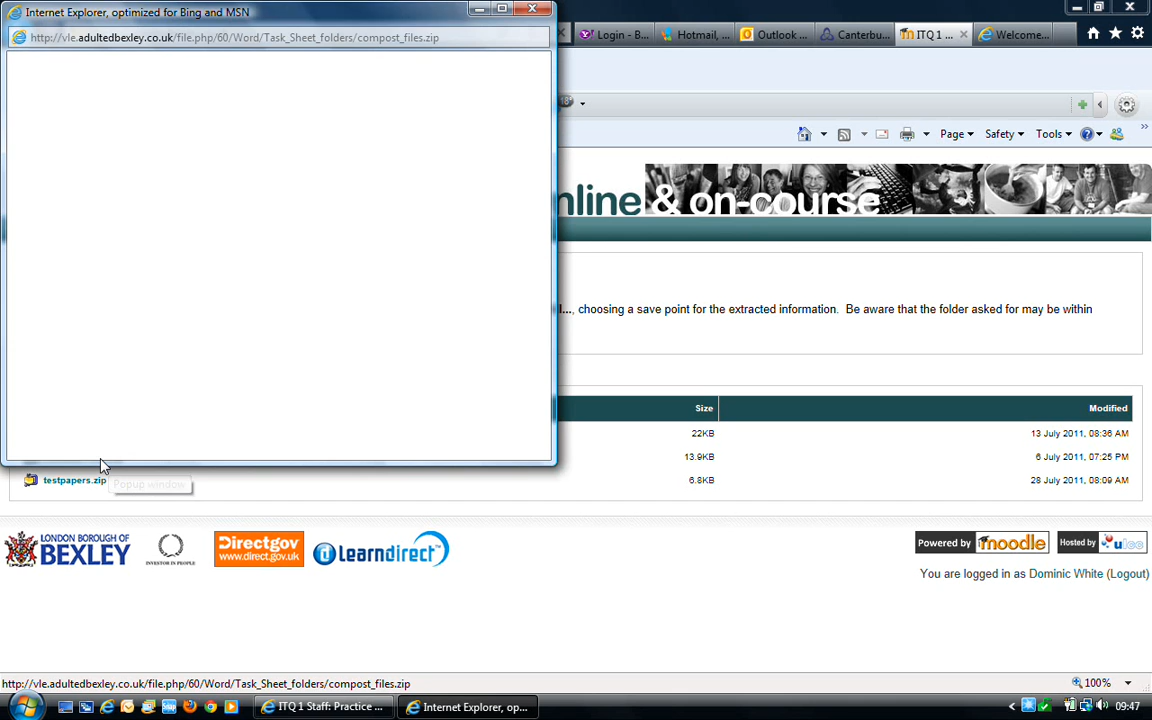 Internet Explorer, optimized for Bing and MSN
http://vle.adultedbexley.co.uk/file.php/60/Word/Task_Sheet_folders/compost_files.zip
Login - B...
Hotmail, ...
Outlook ...
Canterbu...
ITQ 1 ...
Welcome...
18°
Page
Safety
Tools
nline & on-course
l..., choosing a save point for the extracted information. Be aware that the folder asked for may be within
Size
Modified
22KB
13 July 2011, 08:36 AM
13.9KB
6 July 2011, 07:25 PM
testpapers.zip
6.8KB
28 July 2011, 08:09 AM
Popup window
LONDON BOROUGH OF
BEXLEY
INVESTOR IN PEOPLE
Directgov
www.direct.gov.uk
learndirect
Powered by moodle
Hosted by ulcc
You are logged in as Dominic White (Logout)
http://vle.adultedbexley.co.uk/file.php/60/Word/Task_Sheet_folders/compost_files.zip
100%
ITQ 1 Staff: Practice ...
Internet Explorer, op...
09:47